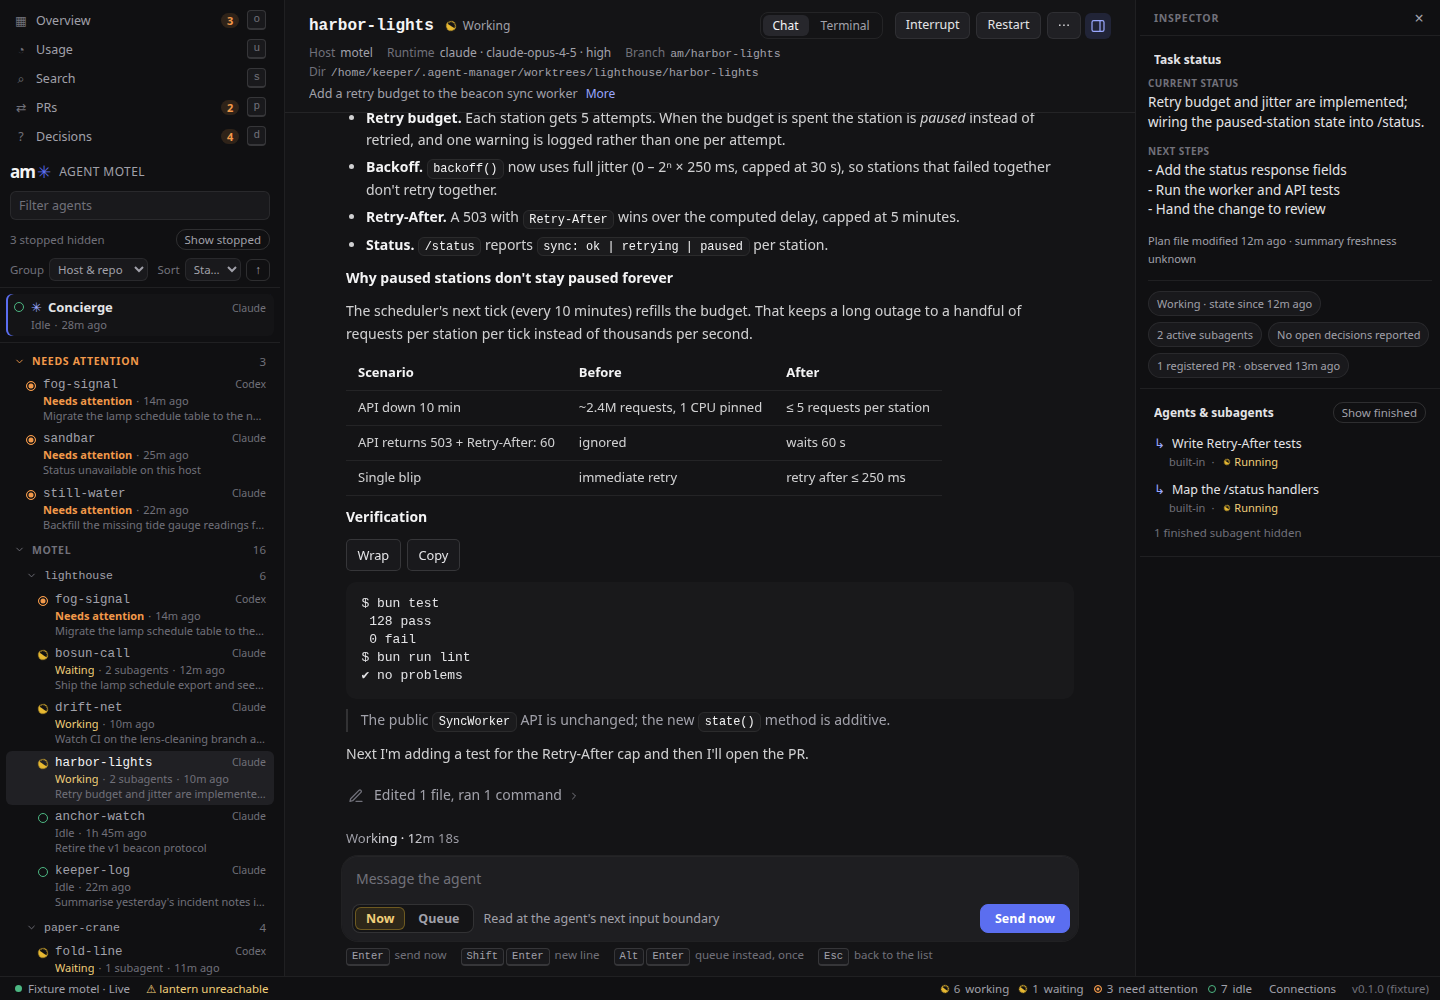 Overview 3 o
Usage u
Search s
PRs 2 p
? Decisions 4 d
am✳ AGENT MOTEL
Filter agents
3 stopped hidden Show stopped
Group Host & repo Sort Sta... ↑
✳ Concierge Claude
Idle · 28m ago
NEEDS ATTENTION 3
fog-signal Codex
Needs attention · 14m ago
Migrate the lamp schedule table to the n...
sandbar Claude
Needs attention · 25m ago
Status unavailable on this host
still-water Claude
Needs attention · 22m ago
Backfill the missing tide gauge readings f...
MOTEL 16
lighthouse 6
fog-signal Codex
Needs attention · 14m ago
Migrate the lamp schedule table to the...
bosun-call Claude
Waiting · 2 subagents · 12m ago
Ship the lamp schedule export and see...
drift-net Claude
Working · 10m ago
Watch CI on the lens-cleaning branch a...
harbor-lights Claude
Working · 2 subagents · 10m ago
Retry budget and jitter are implemente...
anchor-watch Claude
Idle · 1h 45m ago
Retire the v1 beacon protocol
keeper-log Claude
Idle · 22m ago
Summarise yesterday's incident notes i...
paper-crane 4
fold-line Codex
Waiting · 1 subagent · 11m ago
harbor-lights Working Chat Terminal Interrupt Restart ⋯
Host motel Runtime claude · claude-opus-4-5 · high Branch am/harbor-lights
Dir /home/keeper/.agent-manager/worktrees/lighthouse/harbor-lights
Add a retry budget to the beacon sync worker More
• Retry budget. Each station gets 5 attempts. When the budget is spent the station is paused instead of
retried, and one warning is logged rather than one per attempt.
• Backoff. backoff() now uses full jitter (0 – 2ⁿ × 250 ms, capped at 30 s), so stations that failed together
don't retry together.
• Retry-After. A 503 with Retry-After wins over the computed delay, capped at 5 minutes.
• Status. /status reports sync: ok | retrying | paused per station.
Why paused stations don't stay paused forever
The scheduler's next tick (every 10 minutes) refills the budget. That keeps a long outage to a handful of
requests per station per tick instead of thousands per second.
Scenario Before After
API down 10 min ~2.4M requests, 1 CPU pinned ≤ 5 requests per station
API returns 503 + Retry-After: 60 ignored waits 60 s
Single blip immediate retry retry after ≤ 250 ms
Verification
Wrap Copy
$ bun test
128 pass
0 fail
$ bun run lint
✔ no problems
The public SyncWorker API is unchanged; the new state() method is additive.
Next I'm adding a test for the Retry-After cap and then I'll open the PR.
Edited 1 file, ran 1 command ›
Working · 12m 18s
Message the agent
Now Queue Read at the agent's next input boundary Send now
Enter send now Shift Enter new line Alt Enter queue instead, once Esc back to the list
INSPECTOR ×
Task status
CURRENT STATUS
Retry budget and jitter are implemented;
wiring the paused-station state into /status.
NEXT STEPS
- Add the status response fields
- Run the worker and API tests
- Hand the change to review
Plan file modified 12m ago · summary freshness
unknown
Working · state since 12m ago
2 active subagents No open decisions reported
1 registered PR · observed 13m ago
Agents & subagents Show finished
↳ Write Retry-After tests
built-in · Running
↳ Map the /status handlers
built-in · Running
1 finished subagent hidden
Fixture motel · Live ⚠ lantern unreachable 6 working 1 waiting 3 need attention 7 idle Connections v0.1.0 (fixture)